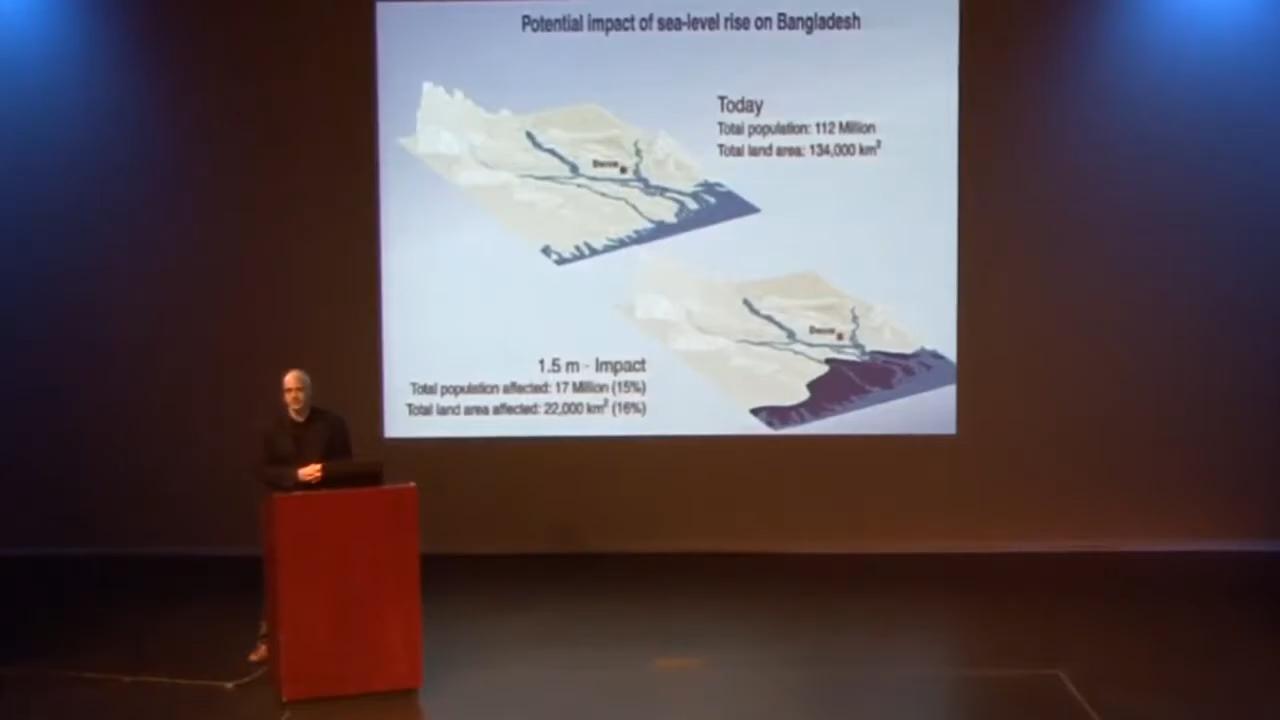 Potential impact of sea-level rise on Bangladesh
Today
Total population: 112 Million
Total land area: 134,000 km²
1.5 m - Impact
Total population affected: 17 Million (15%)
Total land area affected: 22,000 km² (16%)